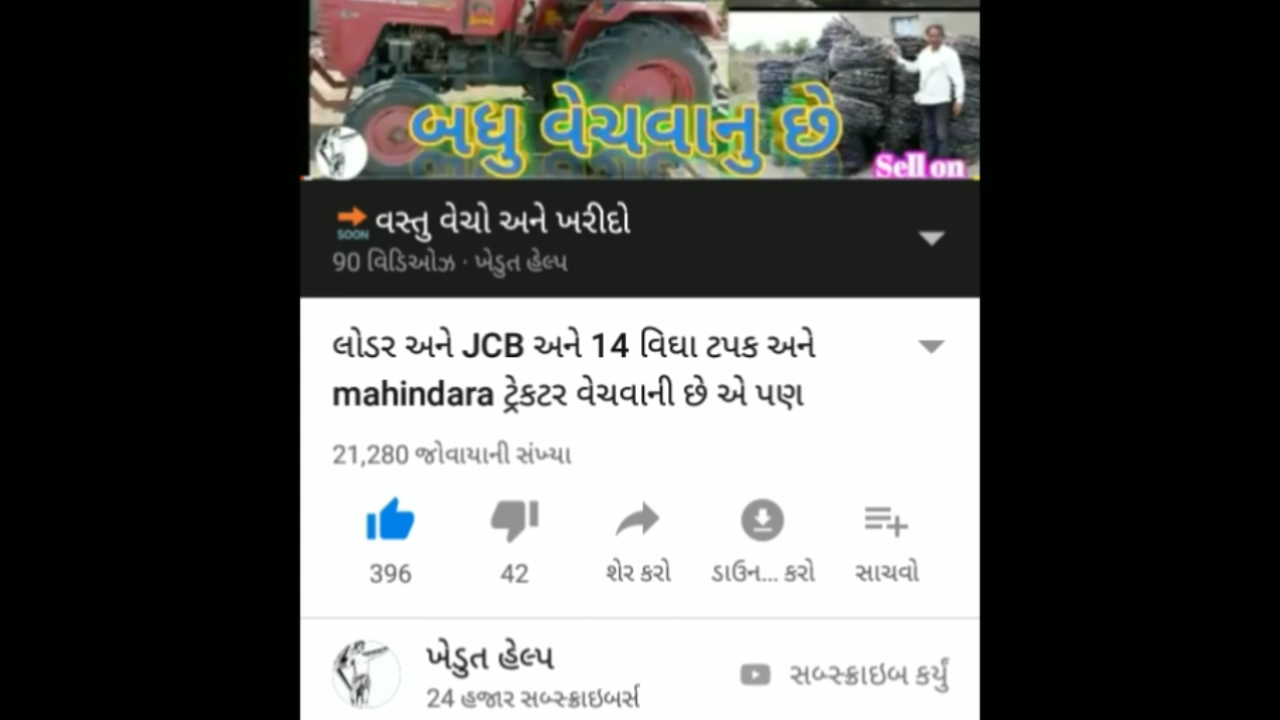 બધુ વેચવાનુ છે
Sell on
SOON વસ્તુ વેચો અને ખરીદો
90 વિડિઓઝ · ખેડુત હેલ્પ
લોડર અને JCB અને 14 વિઘા ટપક અને
mahindara ટ્રેકટર વેચવાની છે એ પણ
21,280 જોવાયાની સંખ્યા
396 42 શેર કરો ડાઉન... કરો સાચવો
ખેડુત હેલ્પ
સબ્સ્ક્રાઇબ કર્યું
24 હજાર સબ્સ્ક્રાઇબર્સ